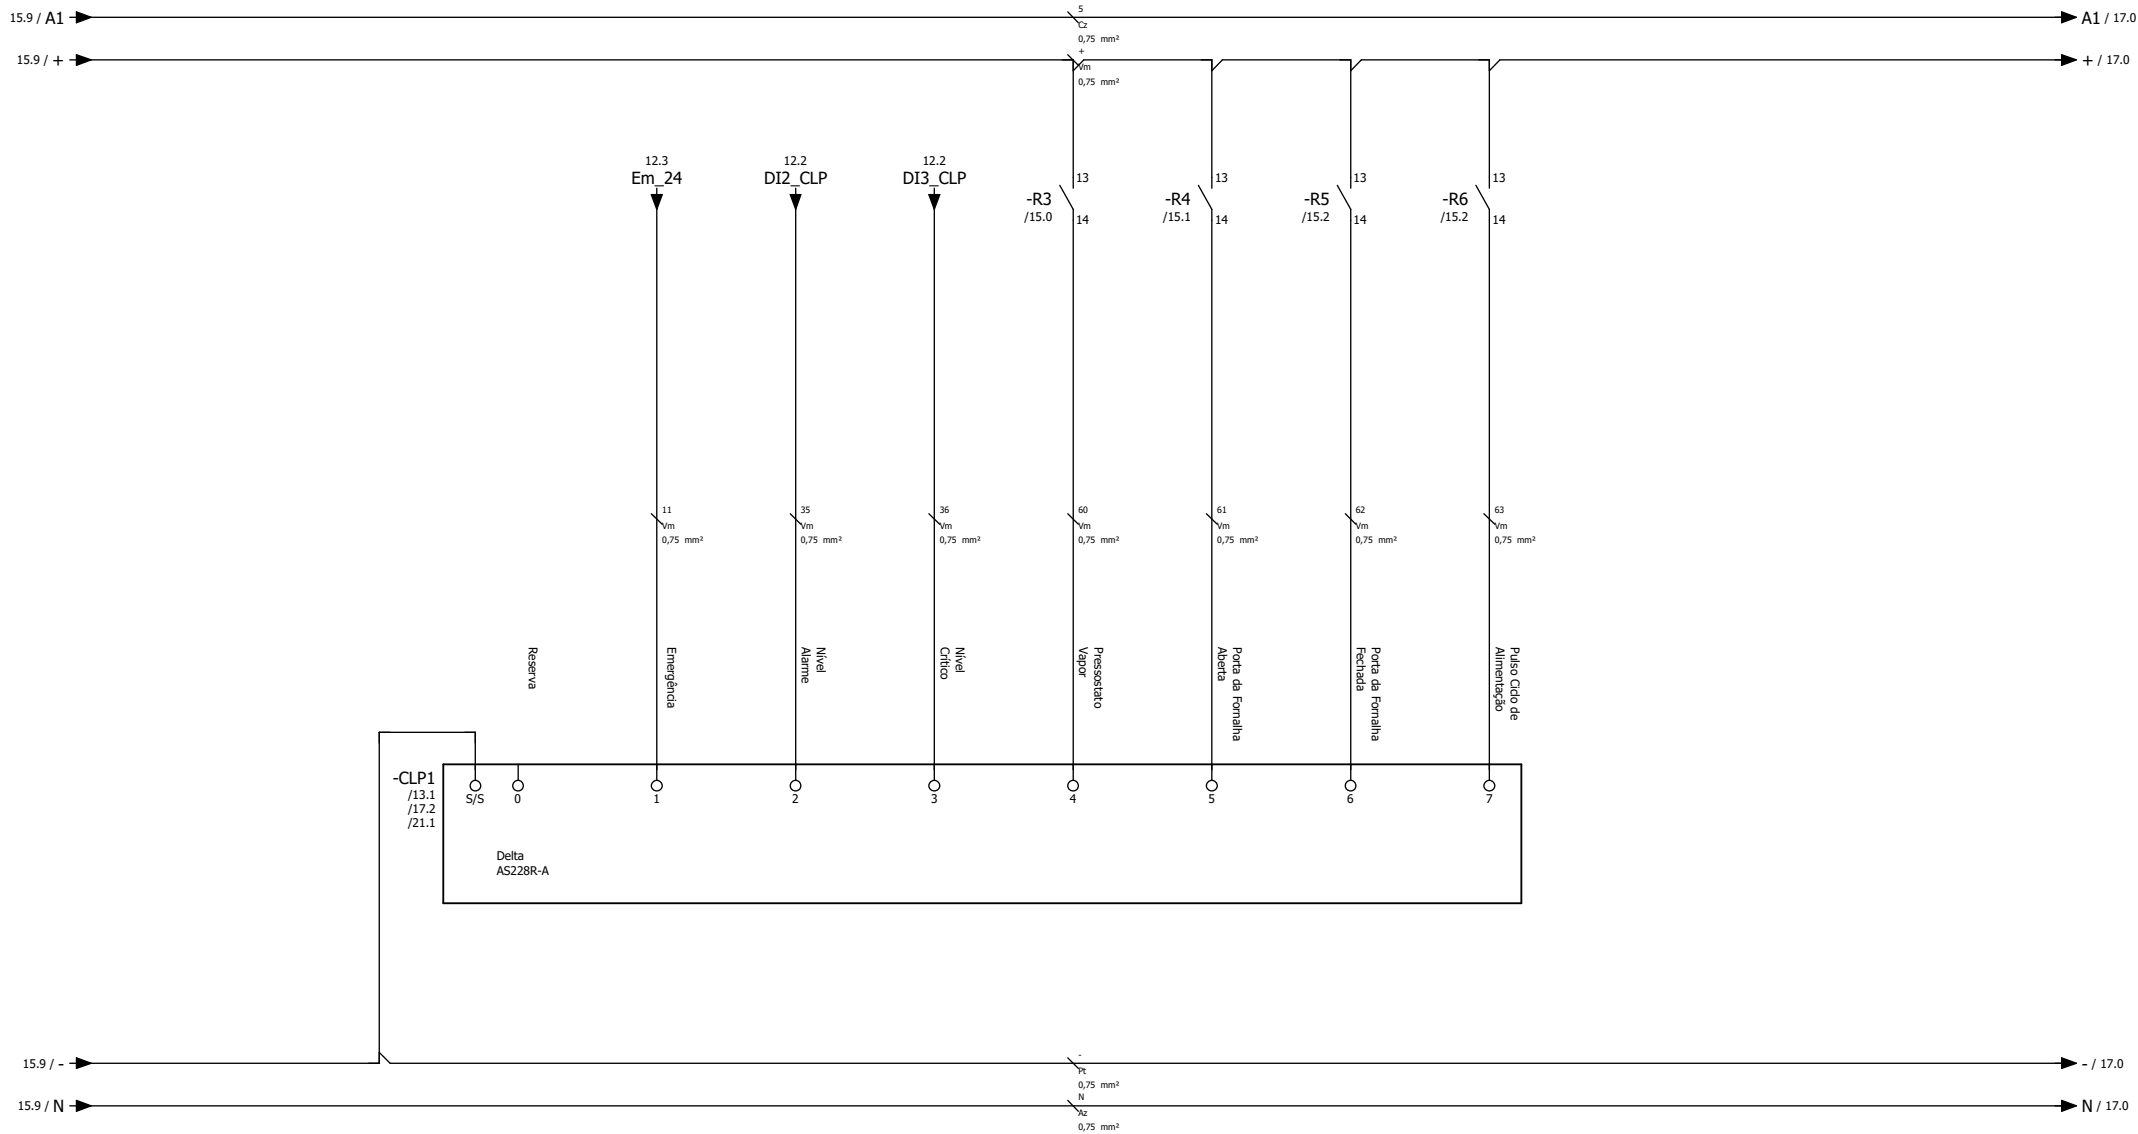 15.9 / A1
5
Cz
0,75 mm²
A1 / 17.0
15.9 / +
+
Vm
0,75 mm²
+ / 17.0
12.3
Em_24
12.2
DI2_CLP
12.2
DI3_CLP
-R3
/15.0
13
14
-R4
/15.1
13
14
-R5
/15.2
13
14
-R6
/15.2
13
14
11
Vm
0,75 mm²
35
Vm
0,75 mm²
36
Vm
0,75 mm²
60
Vm
0,75 mm²
61
Vm
0,75 mm²
62
Vm
0,75 mm²
63
Vm
0,75 mm²
Reserva
Emergência
Nível
Alarme
Nível
Crítico
Pressostato
Vapor
Porta da Fornalha
Aberta
Porta da Fornalha
Fechada
Pulso Ciclo de
Alimentação
-CLP1
/13.1
/17.2
/21.1
S/S
0
1
2
3
4
5
6
7
Delta
AS228R-A
15.9 / -
-
Pt
0,75 mm²
- / 17.0
15.9 / N
N
Az
0,75 mm²
N / 17.0